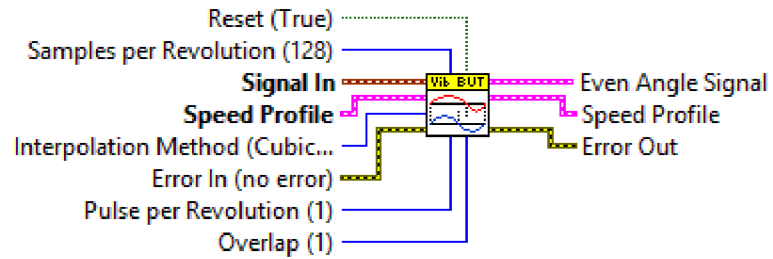 Reset (True)
Samples per Revolution (128)
Signal In
Speed Profile
Interpolation Method (Cubic...
Error In (no error)
Pulse per Revolution (1)
Overlap (1)
Vib BUT
Even Angle Signal
Speed Profile
Error Out